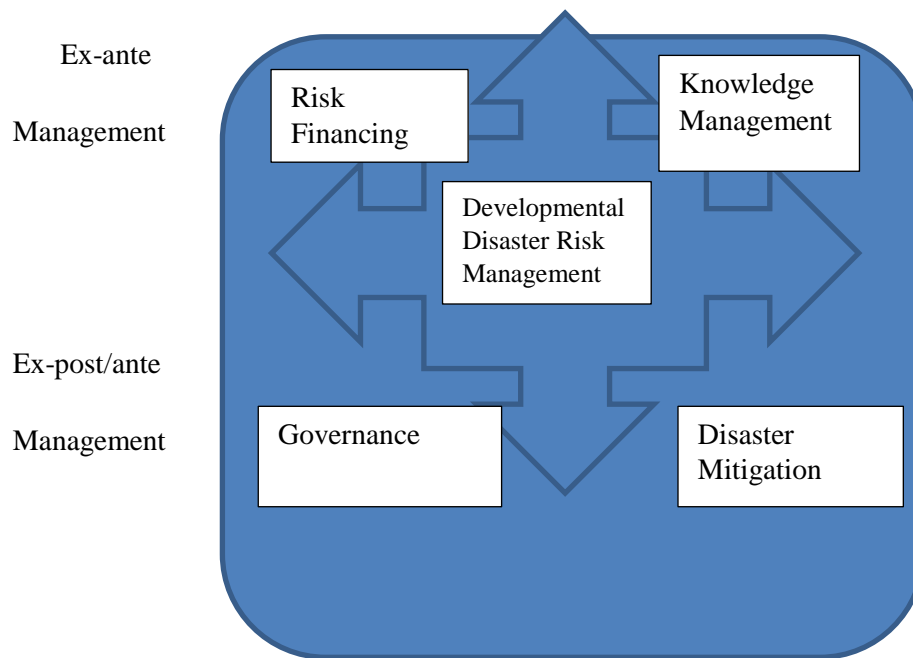 Ex-ante
Management
Risk
Financing
Knowledge
Management
Developmental
Disaster Risk
Management
Ex-post/ante
Management
Governance
Disaster
Mitigation